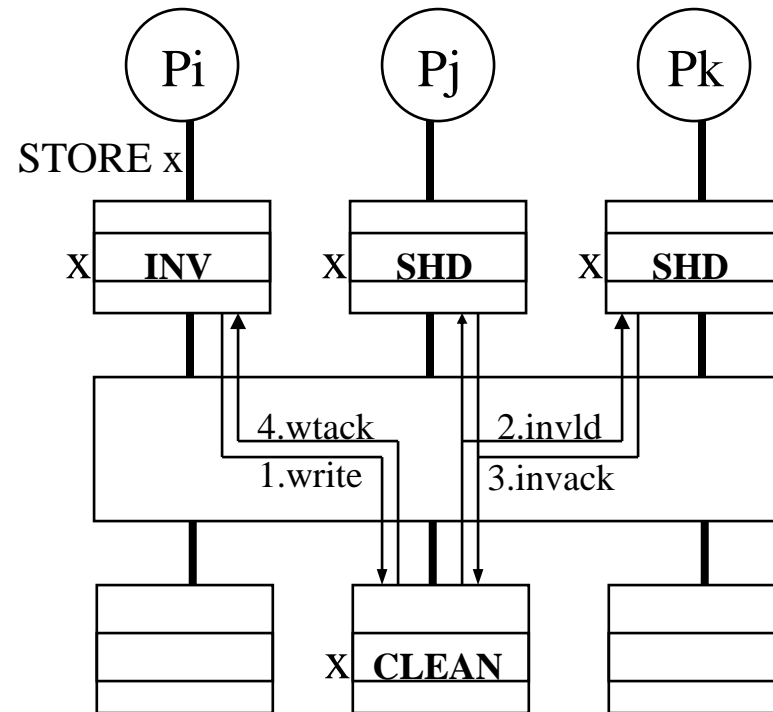 Pi Pj Pk
STORE x
X INV X SHD X SHD
4.wtack 2.invld
1.write 3.invack
X CLEAN